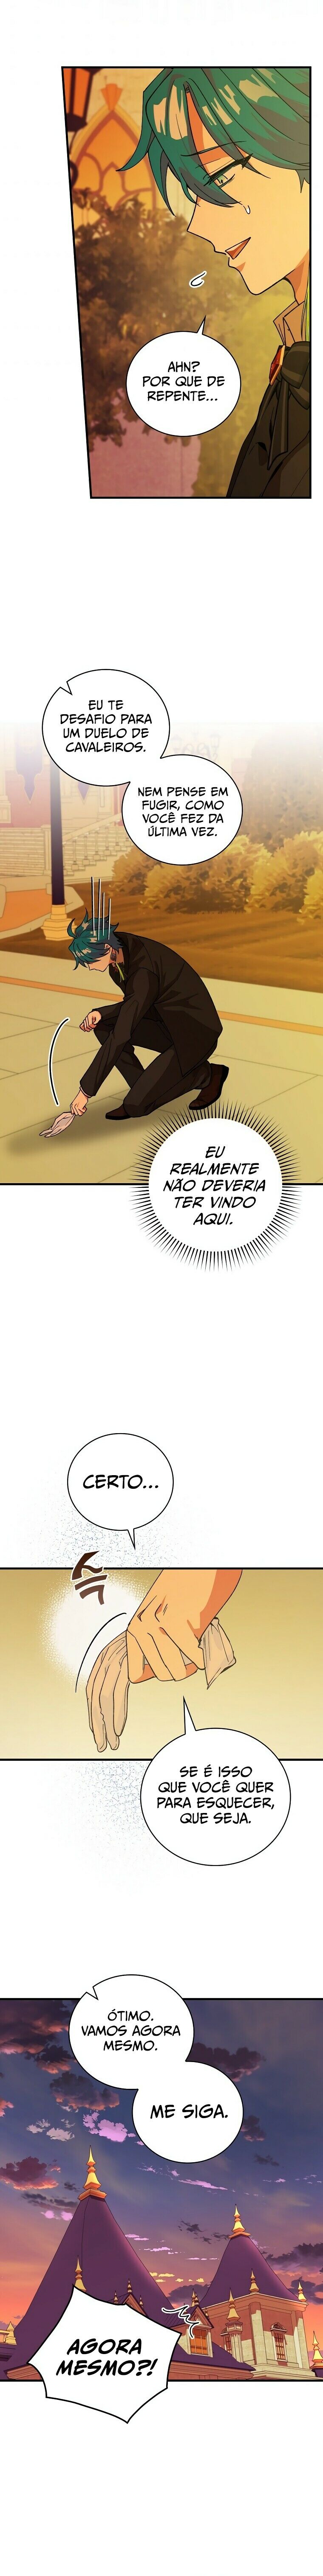 AHN?
POR QUE DE
REPENTE...
EU TE
DESAFIO PARA
UM DUELO DE
CAVALEIROS.
NEM PENSE EM
FUGIR, COMO
VOCÊ FEZ DA
ÚLTIMA VEZ.
EU
REALMENTE
NÃO DEVERIA
TER VINDO
AQUI.
CERTO...
SE É ISSO
QUE VOCÊ QUER
PARA ESQUECER,
QUE SEJA.
ÓTIMO.
VAMOS AGORA
MESMO.
ME SIGA.
AGORA
MESMO?!